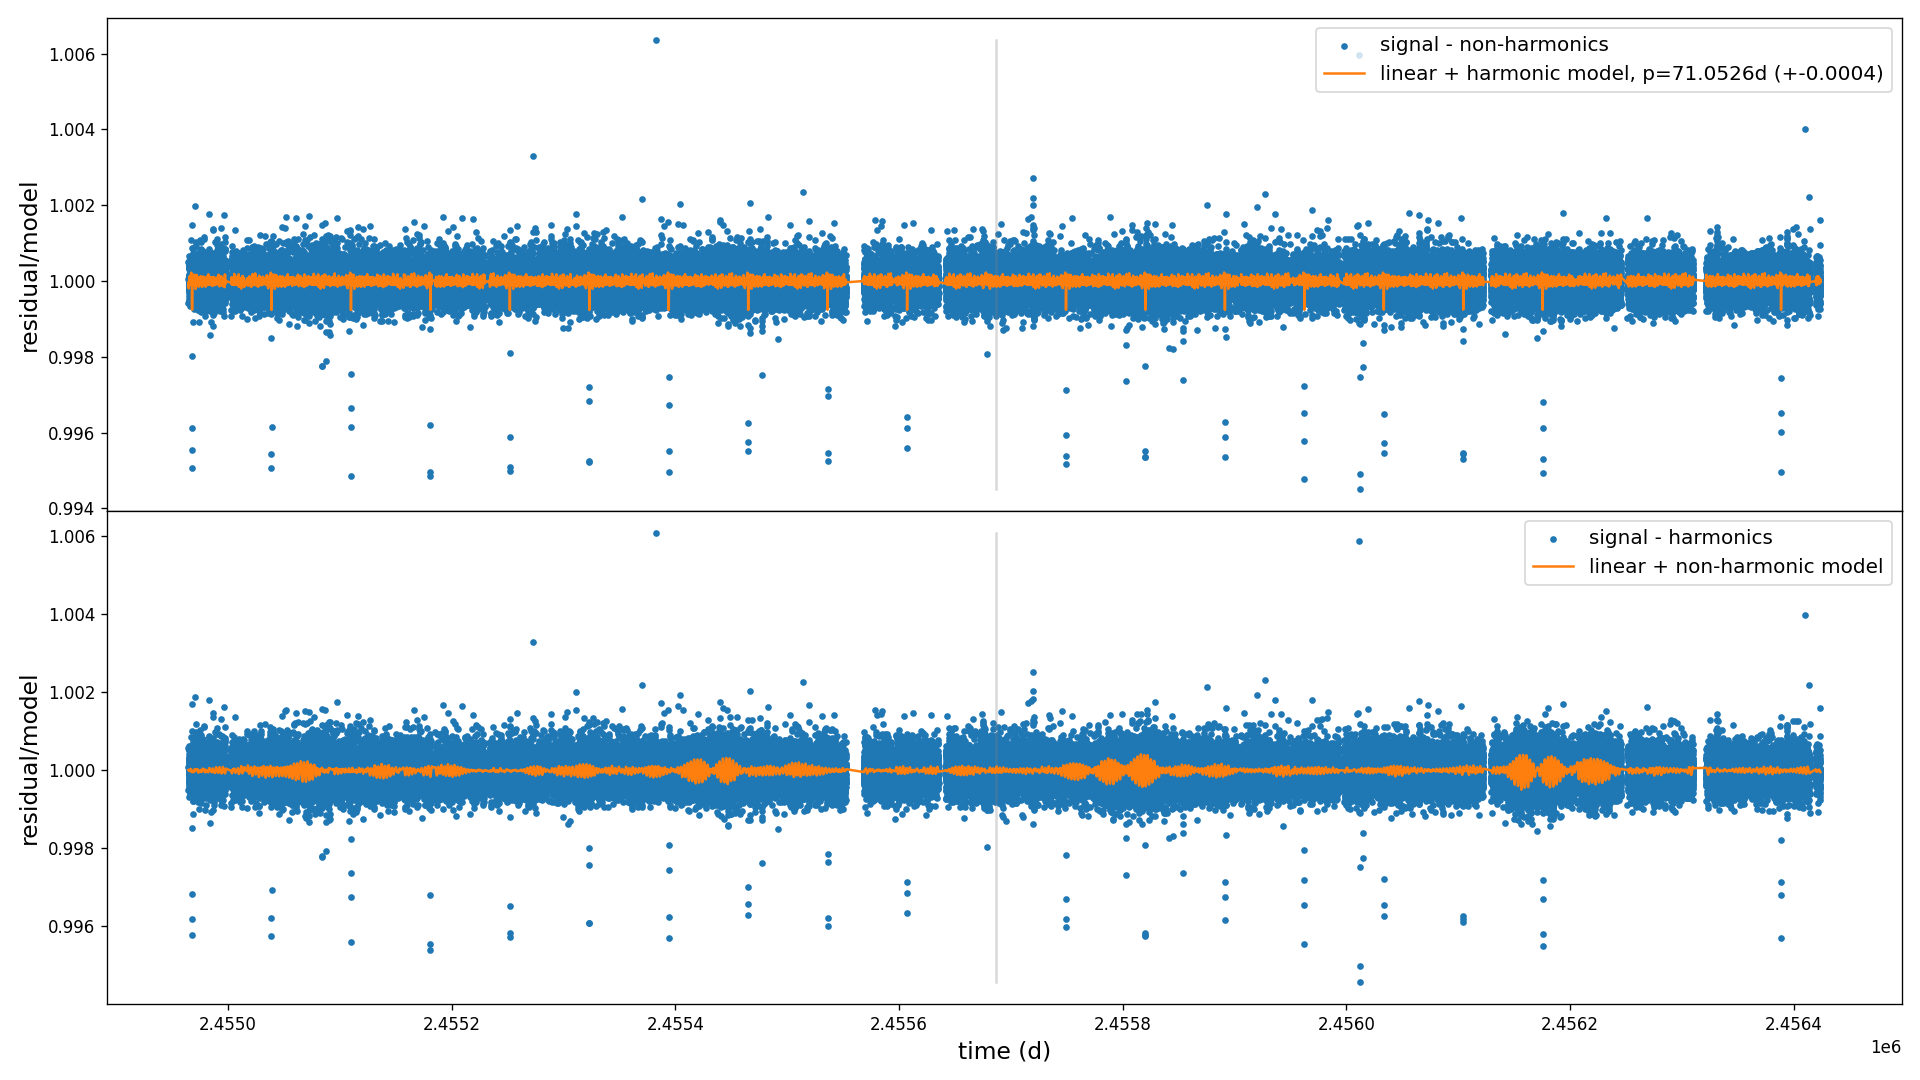 signal - non-harmonics
linear + harmonic model, p=71.0526d (+-0.0004)
1.006
1.004
1.002
1.000
0.998
0.996
0.994
residual/model
signal - harmonics
linear + non-harmonic model
1.006
1.004
1.002
1.000
0.998
0.996
residual/model
2.4550
2.4552
2.4554
2.4556
2.4558
2.4560
2.4562
2.4564
time (d)
1e6